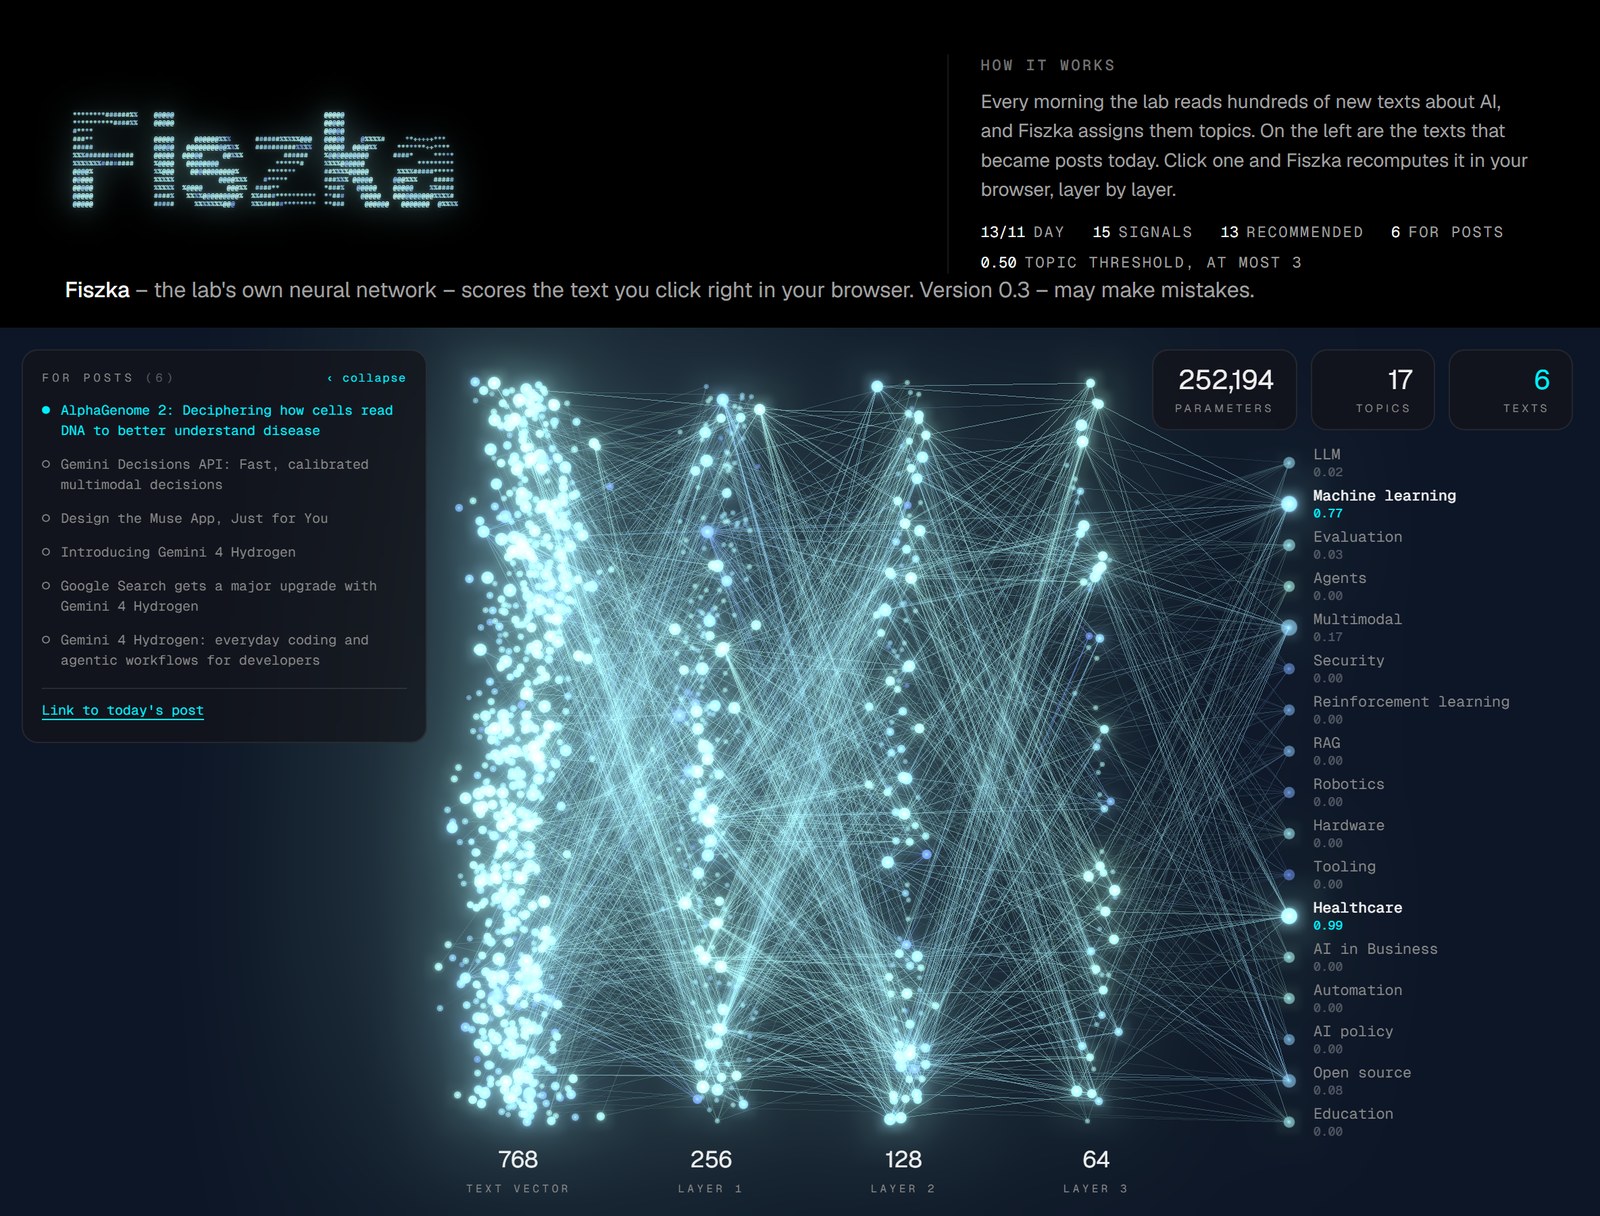 Fiszka
HOW IT WORKS
Every morning the lab reads hundreds of new texts about AI,
and Fiszka assigns them topics. On the left are the texts that
became posts today. Click one and Fiszka recomputes it in your
browser, layer by layer.
13/11 DAY 15 SIGNALS 13 RECOMMENDED 6 FOR POSTS
0.50 TOPIC THRESHOLD, AT MOST 3
Fiszka – the lab's own neural network – scores the text you click right in your browser. Version 0.3 – may make mistakes.
FOR POSTS (6)
‹ collapse
AlphaGenome 2: Deciphering how cells read
DNA to better understand disease
Gemini Decisions API: Fast, calibrated
multimodal decisions
Design the Muse App, Just for You
Introducing Gemini 4 Hydrogen
Google Search gets a major upgrade with
Gemini 4 Hydrogen
Gemini 4 Hydrogen: everyday coding and
agentic workflows for developers
Link to today's post
252,194
PARAMETERS
17
TOPICS
6
TEXTS
LLM
0.02
Machine learning
0.77
Evaluation
0.03
Agents
0.00
Multimodal
0.17
Security
0.00
Reinforcement learning
0.00
RAG
0.00
Robotics
0.00
Hardware
0.00
Tooling
0.00
Healthcare
0.99
AI in Business
0.00
Automation
0.00
AI policy
0.00
Open source
0.08
Education
0.00
768
TEXT VECTOR
256
LAYER 1
128
LAYER 2
64
LAYER 3